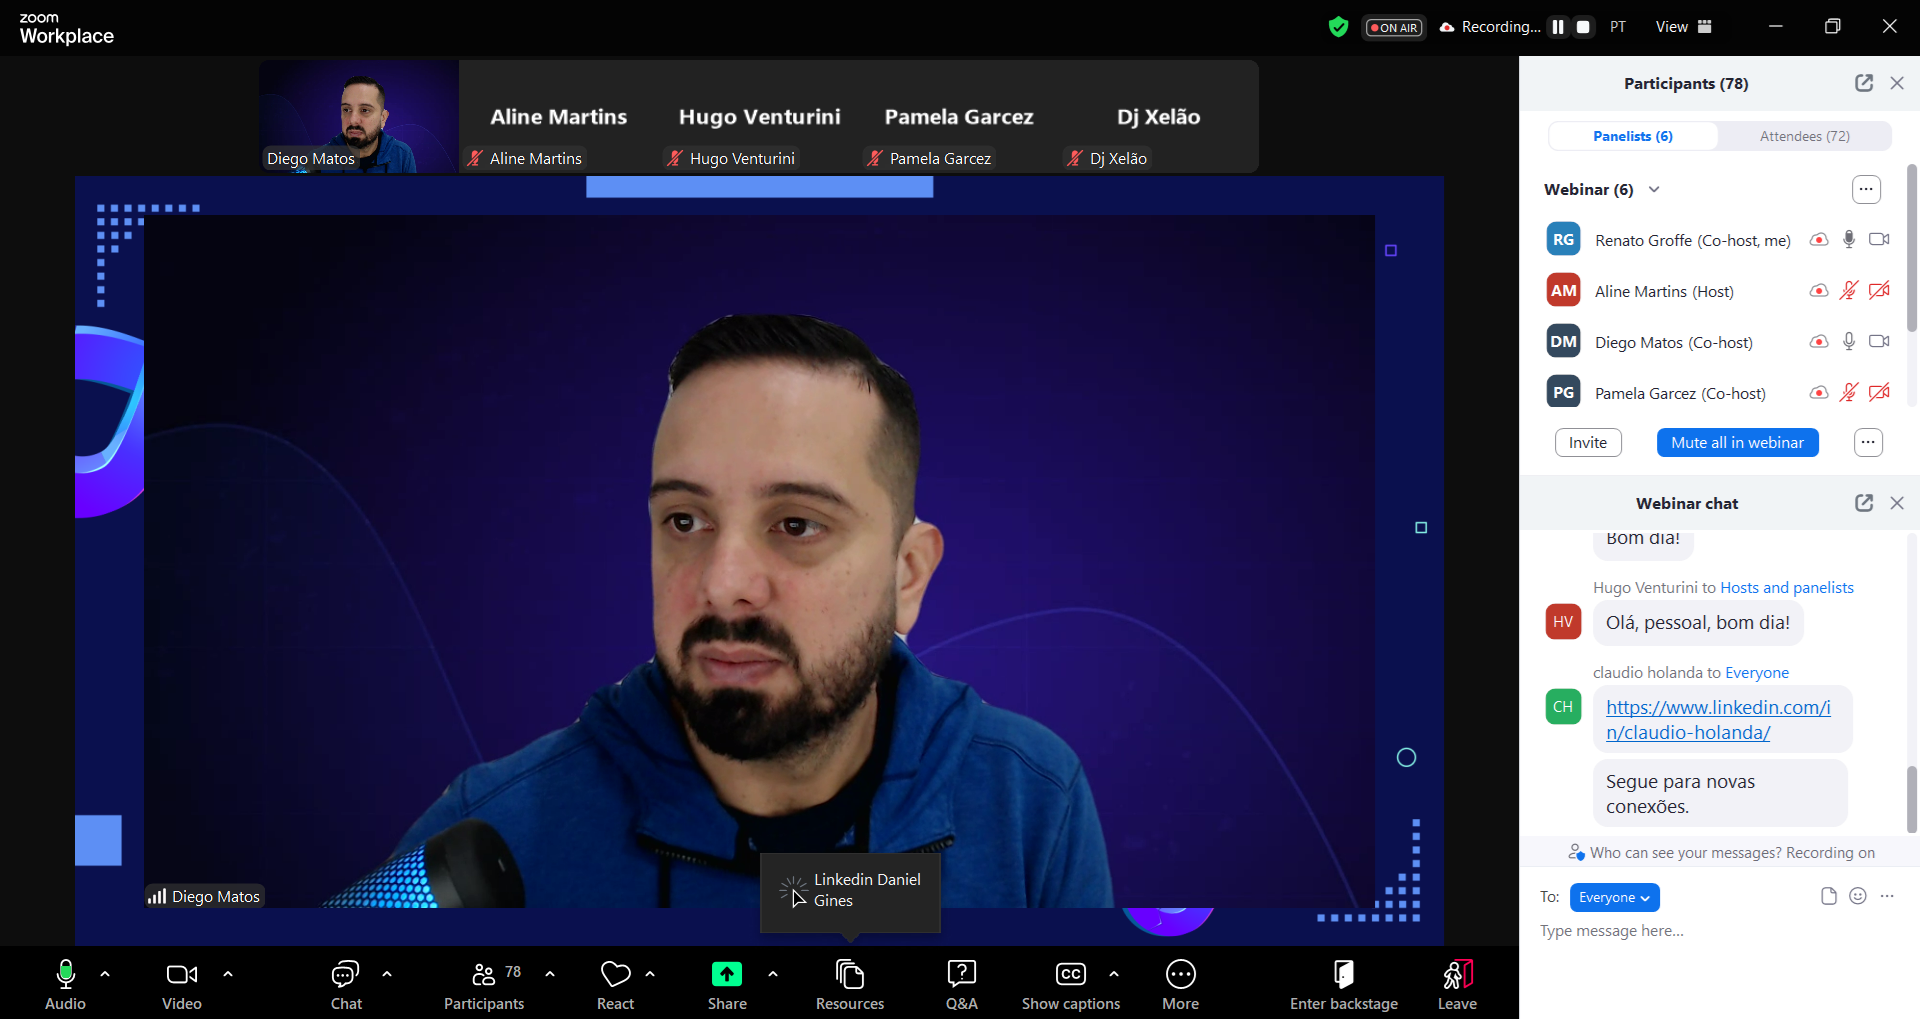 zoom
Workplace
ON AIR
Recording...
PT
View
Aline Martins
Hugo Venturini
Pamela Garcez
Dj Xelão
Diego Matos
Aline Martins
Hugo Venturini
Pamela Garcez
Dj Xelão
Diego Matos
Linkedin Daniel
Gines
Participants (78)
Panelists (6)
Attendees (72)
Webinar (6)
RG
Renato Groffe (Co-host, me)
AM
Aline Martins (Host)
DM
Diego Matos (Co-host)
PG
Pamela Garcez (Co-host)
Invite
Mute all in webinar
Webinar chat
Bom dia!
Hugo Venturini to Hosts and panelists
HV
Olá, pessoal, bom dia!
claudio holanda to Everyone
CH
https://www.linkedin.com/i
n/claudio-holanda/
Segue para novas
conexões.
Who can see your messages? Recording on
To:
Everyone
Type message here...
Audio
Video
Chat
78
Participants
React
Share
Resources
Q&A
CC
Show captions
More
Enter backstage
Leave